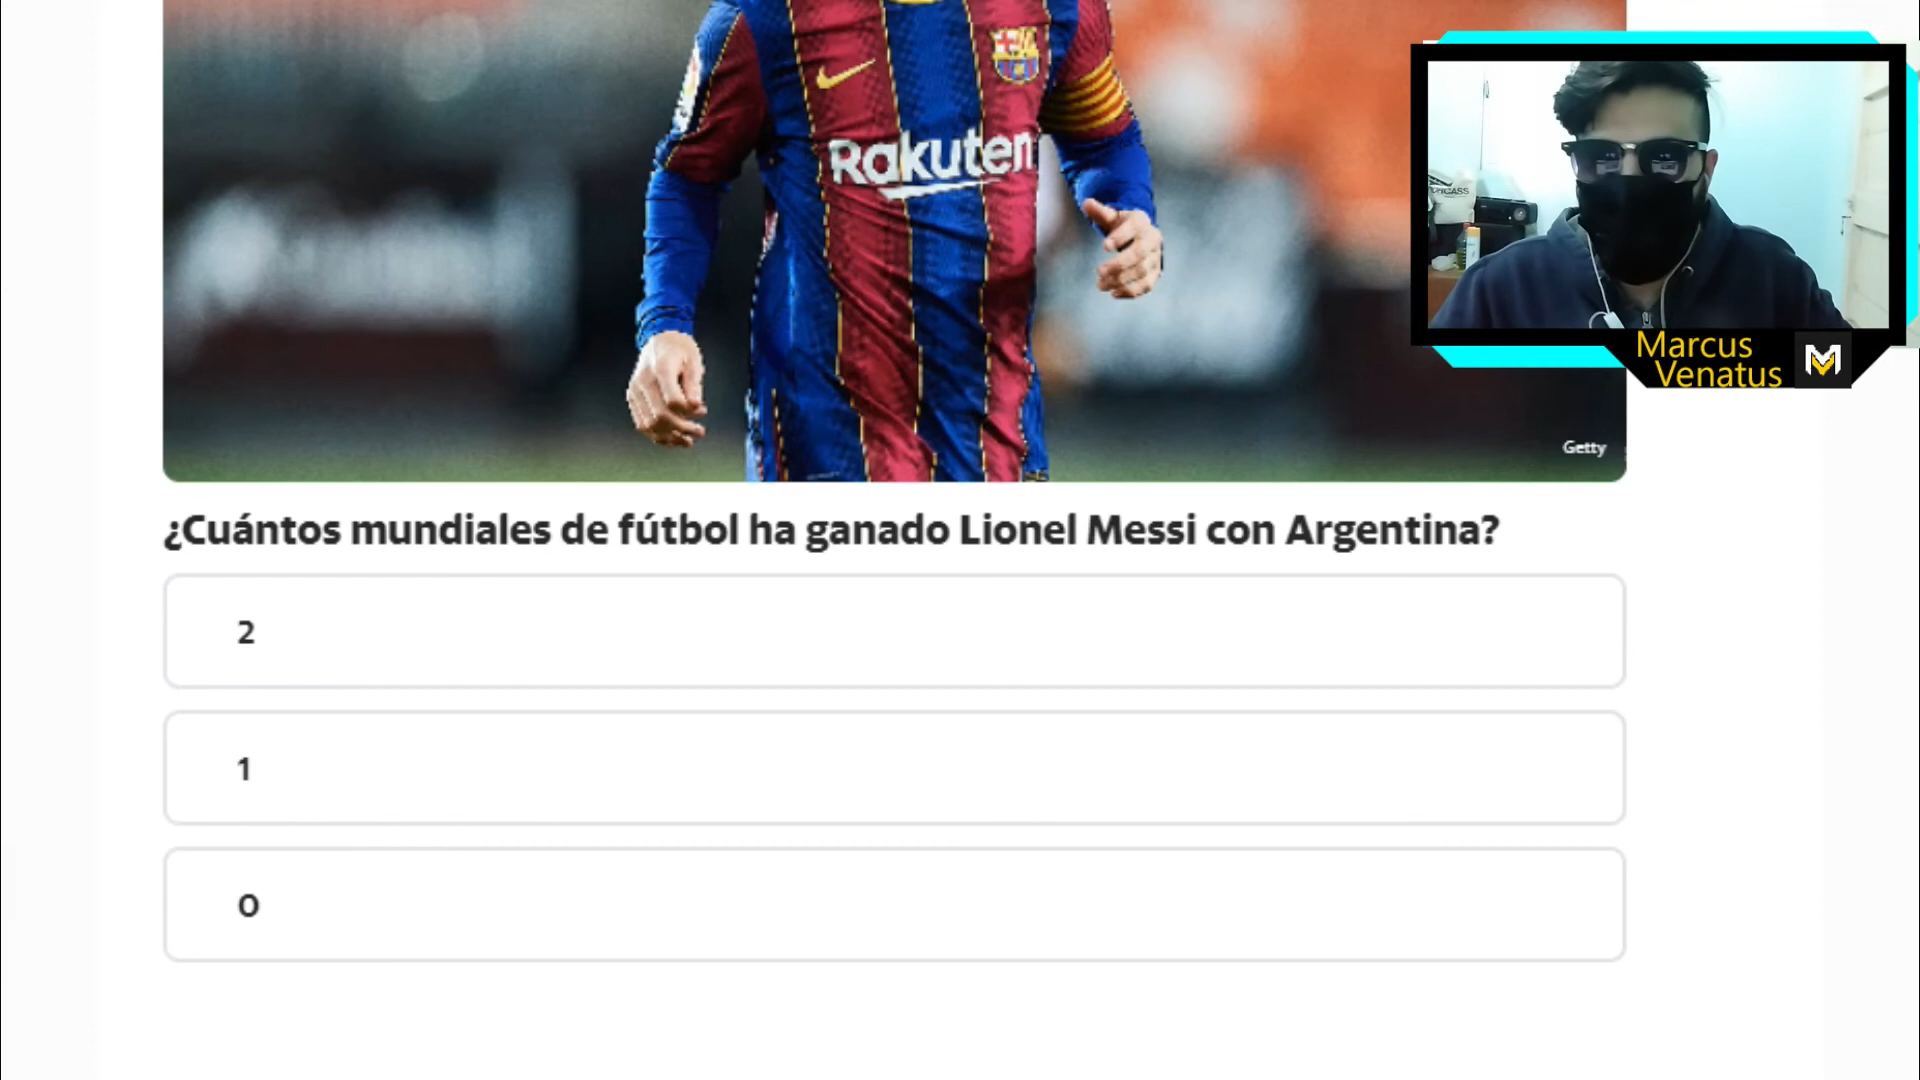 Rakuten
Getty
Marcus
Venatus
¿Cuántos mundiales de fútbol ha ganado Lionel Messi con Argentina?
2
1
0